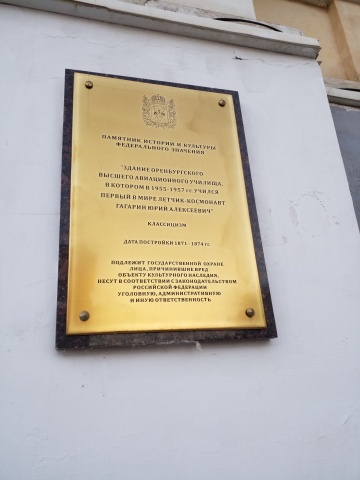 ПАМЯТНИК ИСТОРИИ И КУЛЬТУРЫ
ФЕДЕРАЛЬНОГО ЗНАЧЕНИЯ
"ЗДАНИЕ ОРЕНБУРГСКОГО
ВЫСШЕГО АВИАЦИОННОГО УЧИЛИЩА,
В КОТОРОМ В 1955-1957 гг. УЧИЛСЯ
ПЕРВЫЙ В МИРЕ ЛЕТЧИК-КОСМОНАВТ
ГАГАРИН ЮРИЙ АЛЕКСЕЕВИЧ"
КЛАССИЦИЗМ
ДАТА ПОСТРОЙКИ 1871 - 1874 гг.
ПОДЛЕЖИТ ГОСУДАРСТВЕННОЙ ОХРАНЕ
ЛИЦА, ПРИЧИНИВШИЕ ВРЕД
ОБЪЕКТУ КУЛЬТУРНОГО НАСЛЕДИЯ,
НЕСУТ В СООТВЕТСТВИИ С ЗАКОНОДАТЕЛЬСТВОМ
РОССИЙСКОЙ ФЕДЕРАЦИИ
УГОЛОВНУЮ, АДМИНИСТРАТИВНУЮ
И ИНУЮ ОТВЕТСТВЕННОСТЬ